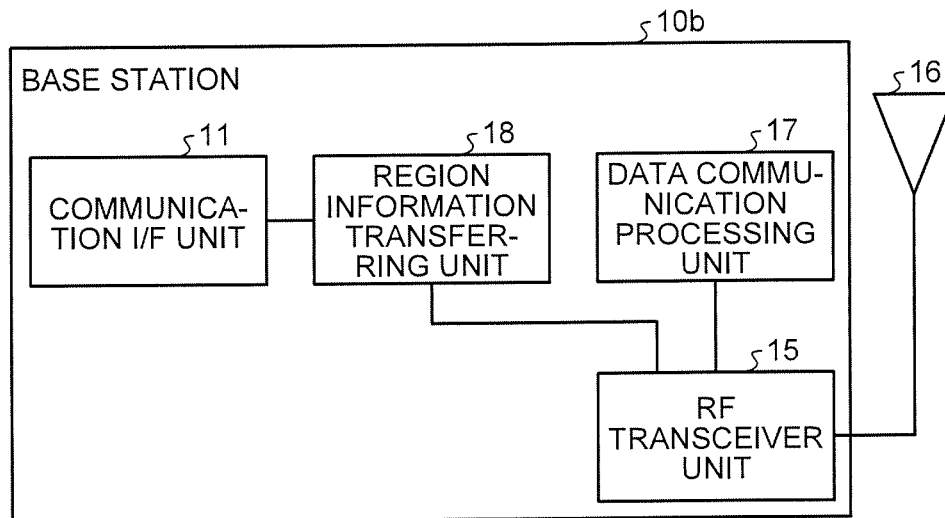 10b
BASE STATION
16
11
18
17
COMMUNICA-
TION I/F UNIT
REGION
INFORMATION
TRANSFER-
RING UNIT
DATA COMMU-
NICATION
PROCESSING
UNIT
15
RF
TRANSCEIVER
UNIT